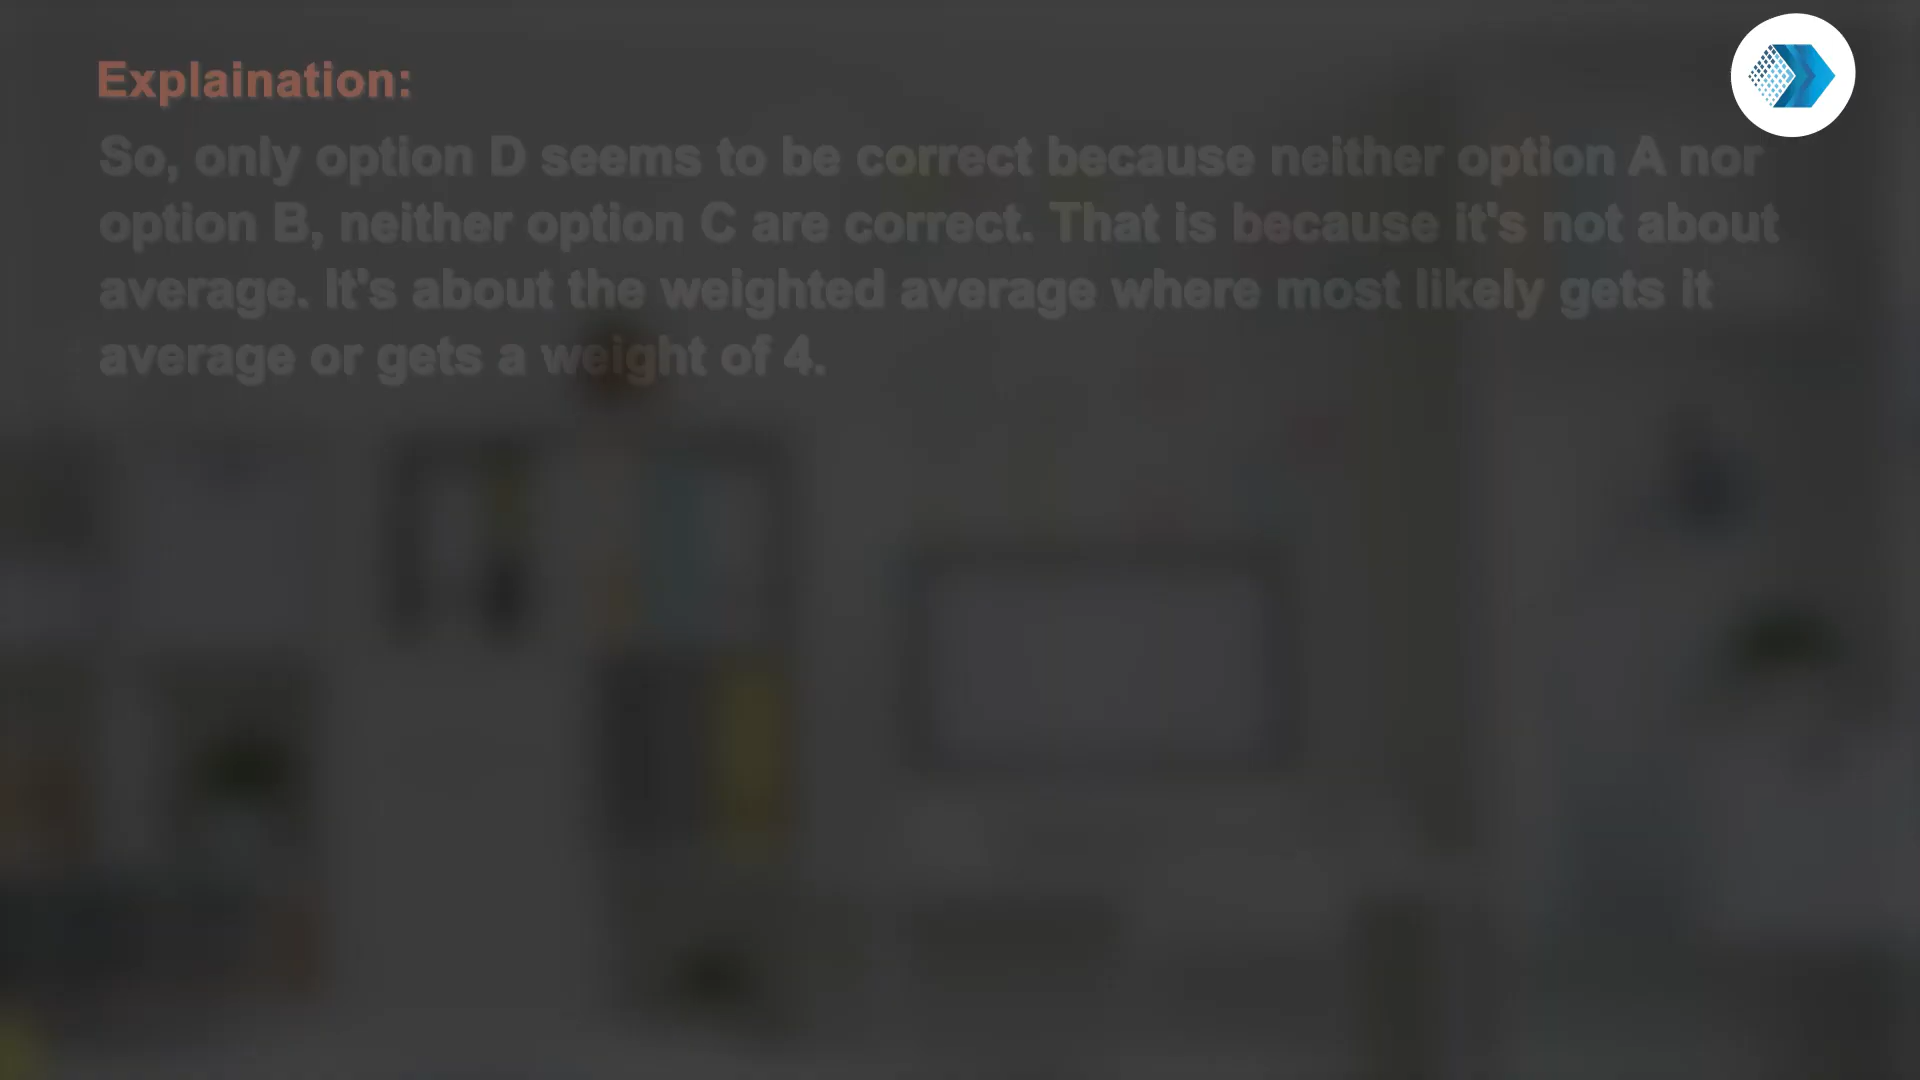 Explaination:
So, only option D seems to be correct because neither option A nor
option B, neither option C are correct. That is because it's not about
average. It's about the weighted average where most likely gets it
average or gets a weight of 4.